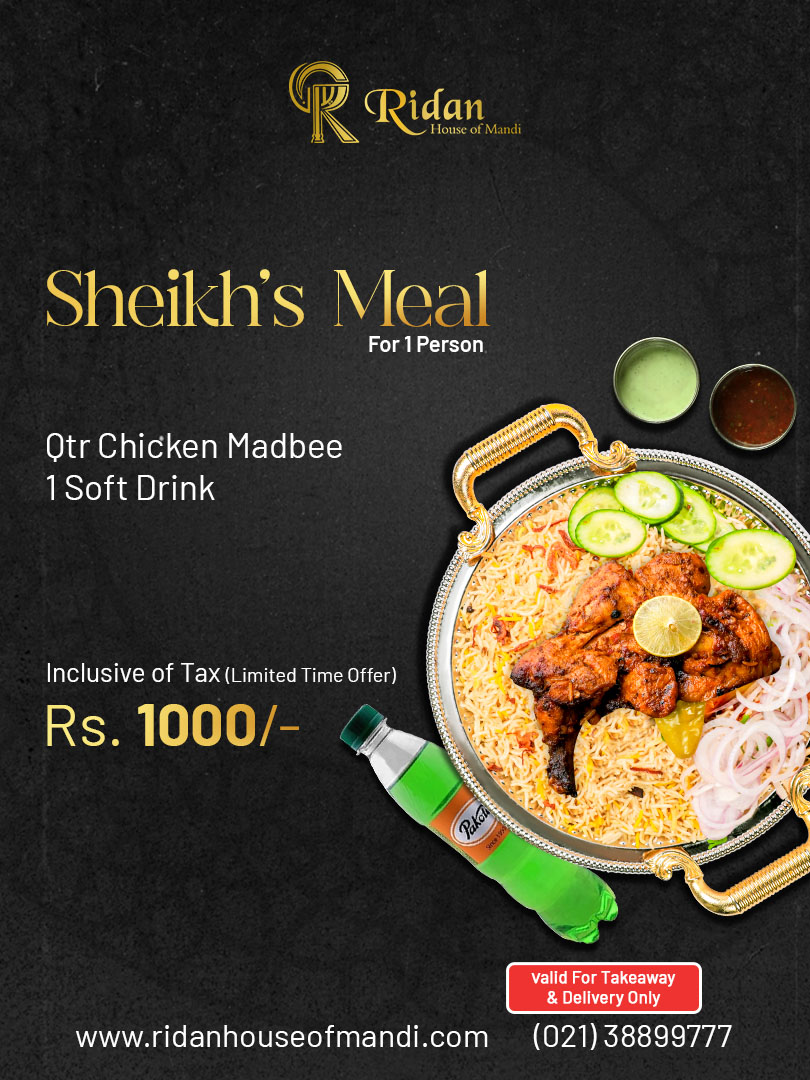 Ridan
House of Mandi
Sheikh's Meal
For 1 Person
Qtr Chicken Madbee
1 Soft Drink
Inclusive of Tax (Limited Time Offer)
Rs. 1000/-
Valid For Takeaway
& Delivery Only
www.ridanhouseofmandi.com (021) 38899777